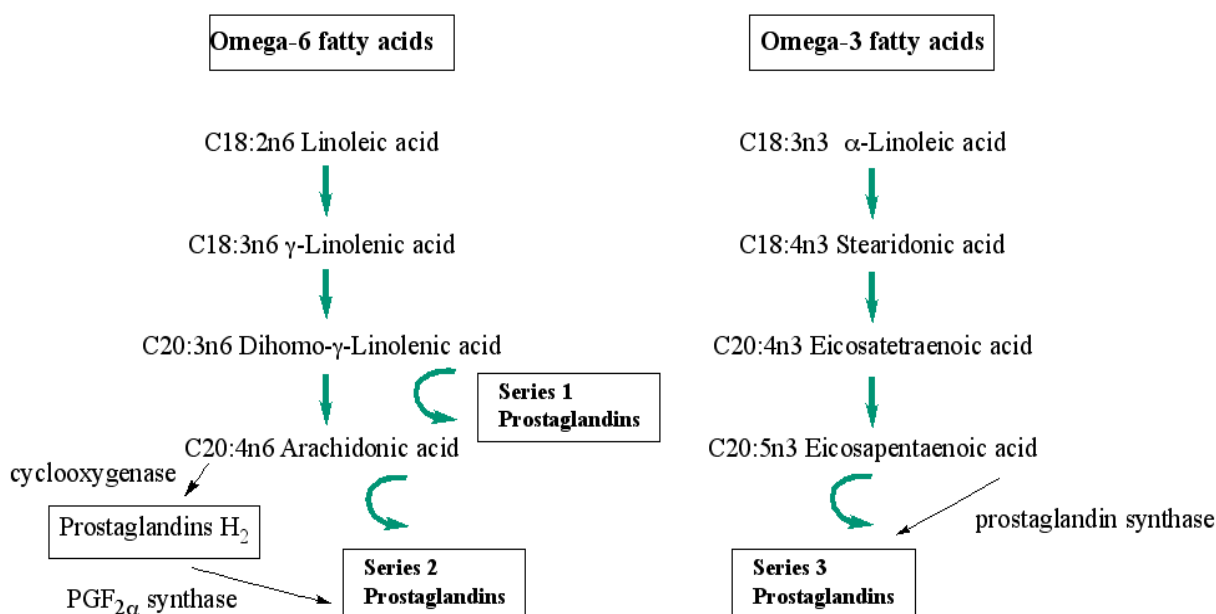 Omega-6 fatty acids
Omega-3 fatty acids
C18:2n6 Linoleic acid
C18:3n3 α-Linoleic acid
C18:3n6 γ-Linolenic acid
C18:4n3 Stearidonic acid
C20:3n6 Dihomo-γ-Linolenic acid
C20:4n3 Eicosatetraenoic acid
Series 1
Prostaglandins
C20:4n6 Arachidonic acid
C20:5n3 Eicosapentaenoic acid
cyclooxygenase
Prostaglandins H₂
prostaglandin synthase
PGF₂α synthase
Series 2
Prostaglandins
Series 3
Prostaglandins